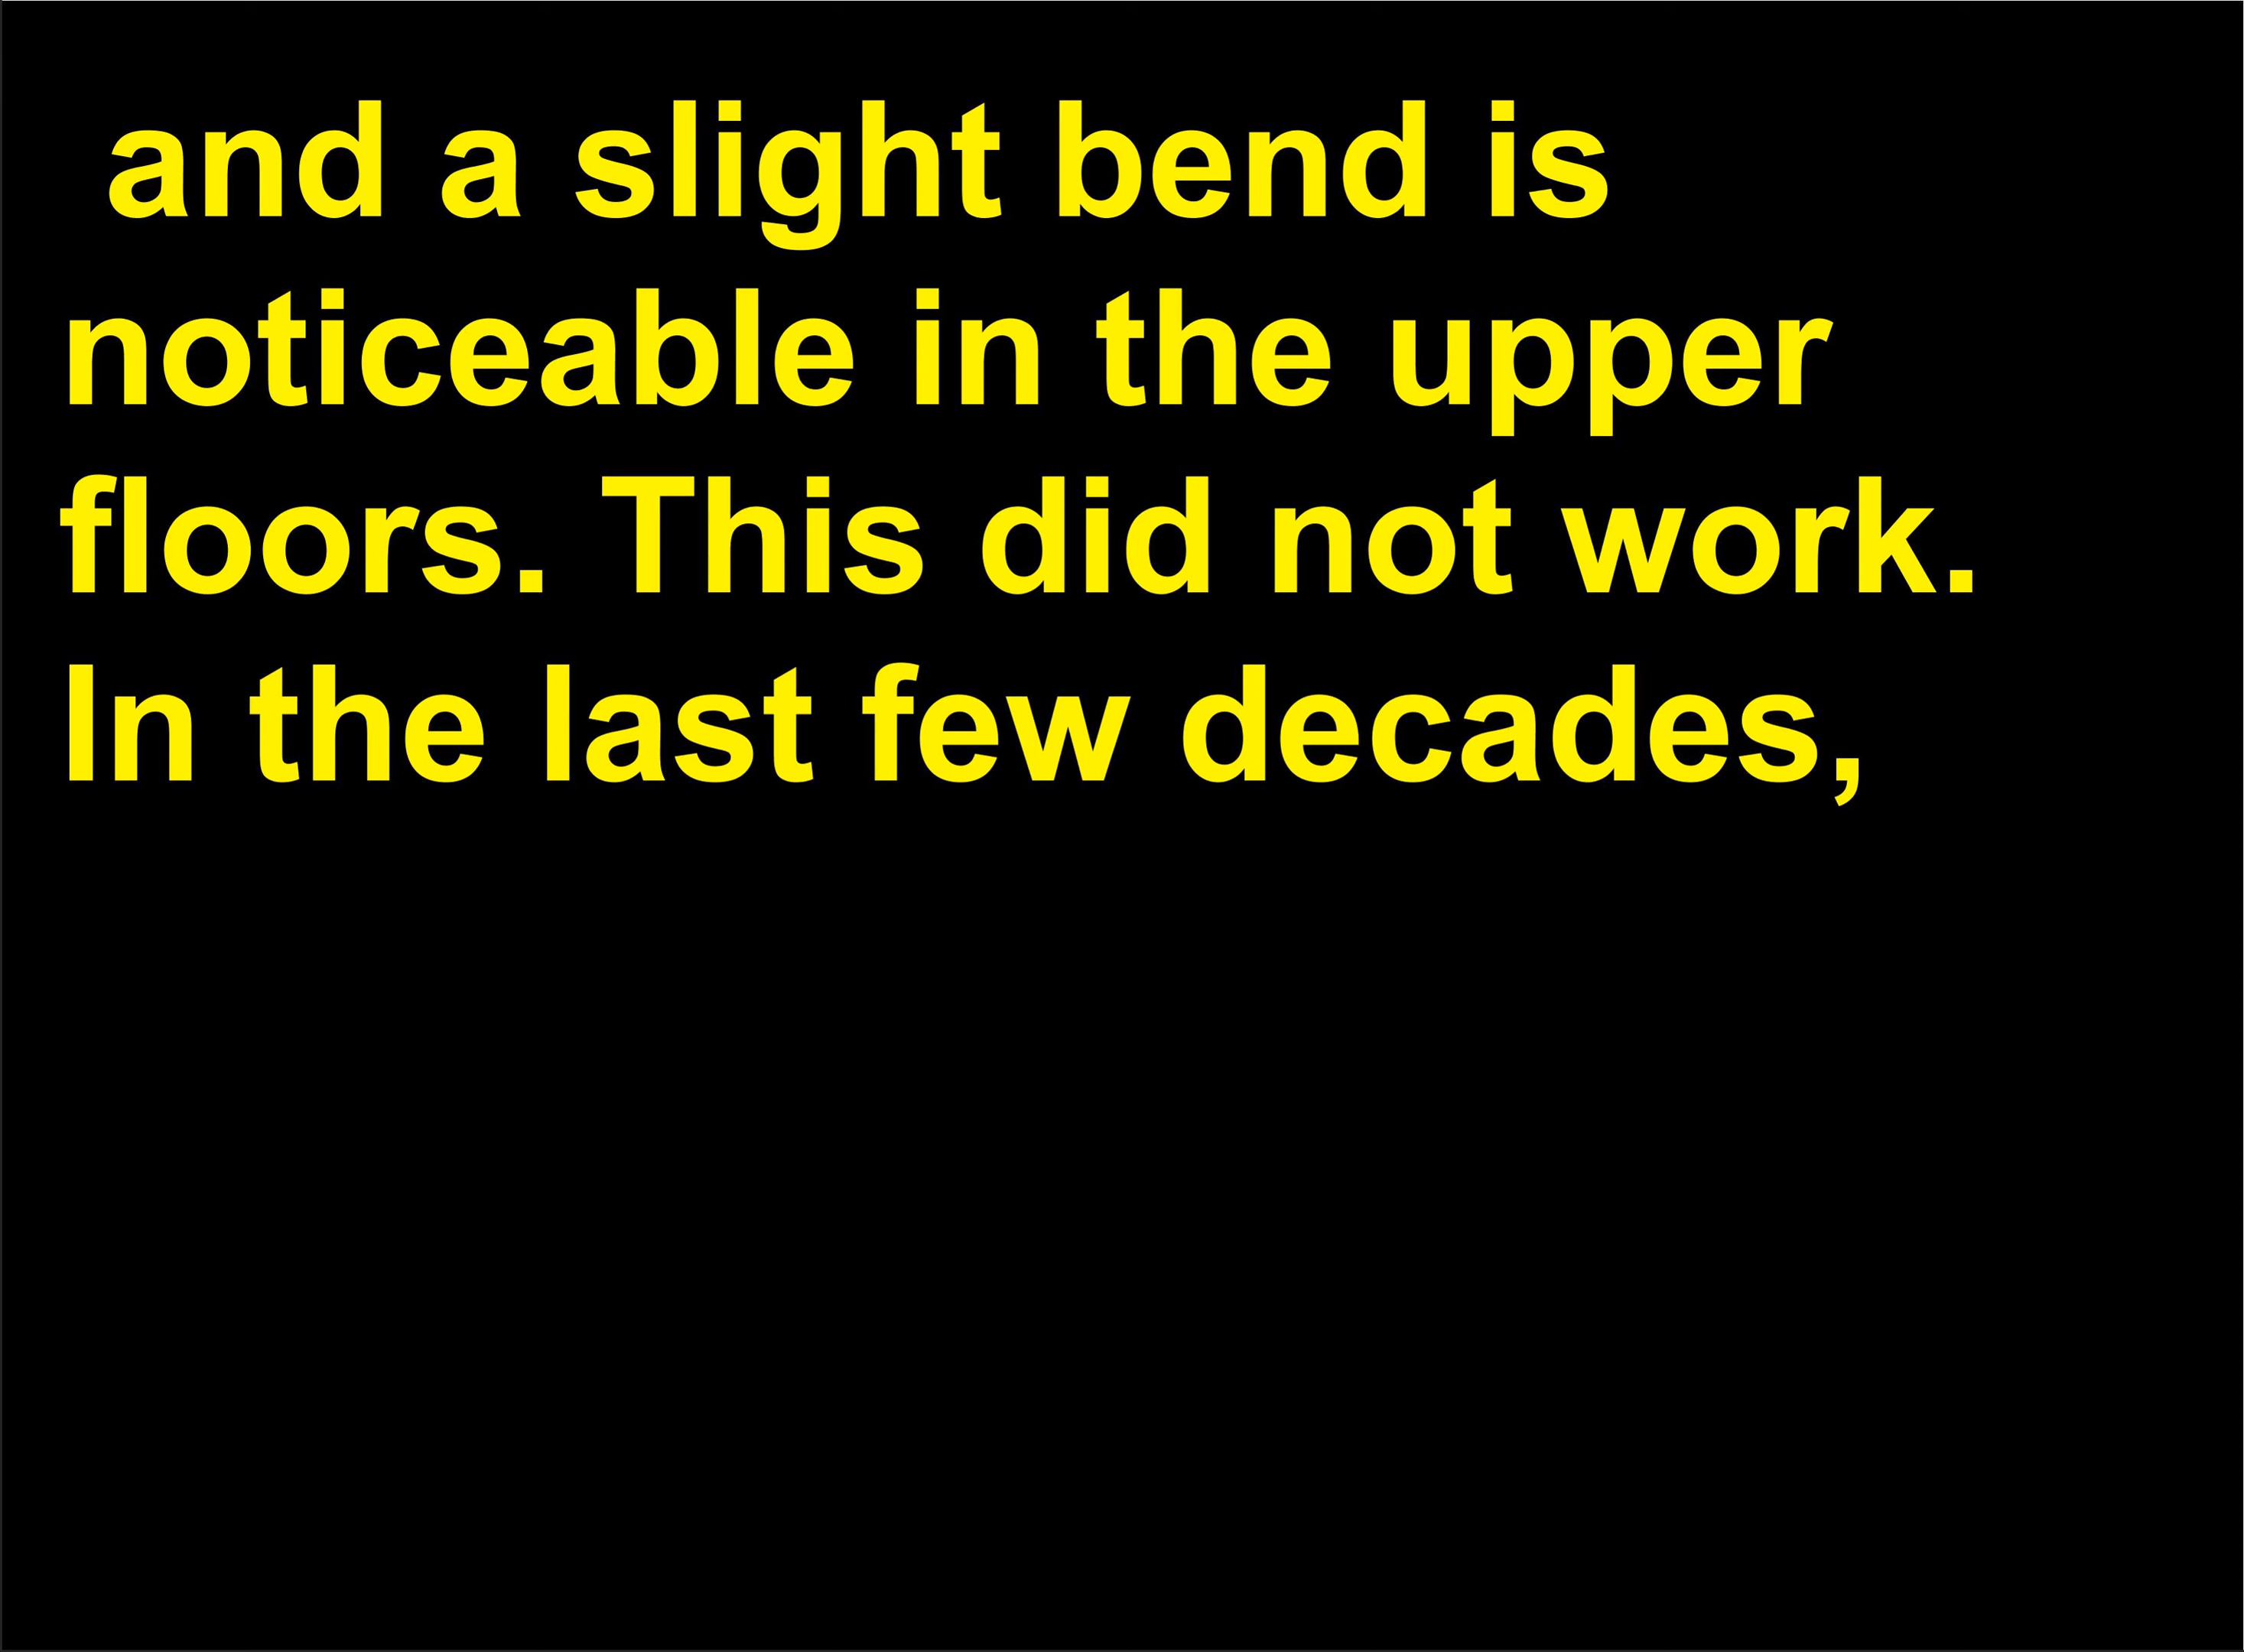 and a slight bend is
noticeable in the upper
floors. This did not work.
In the last few decades,